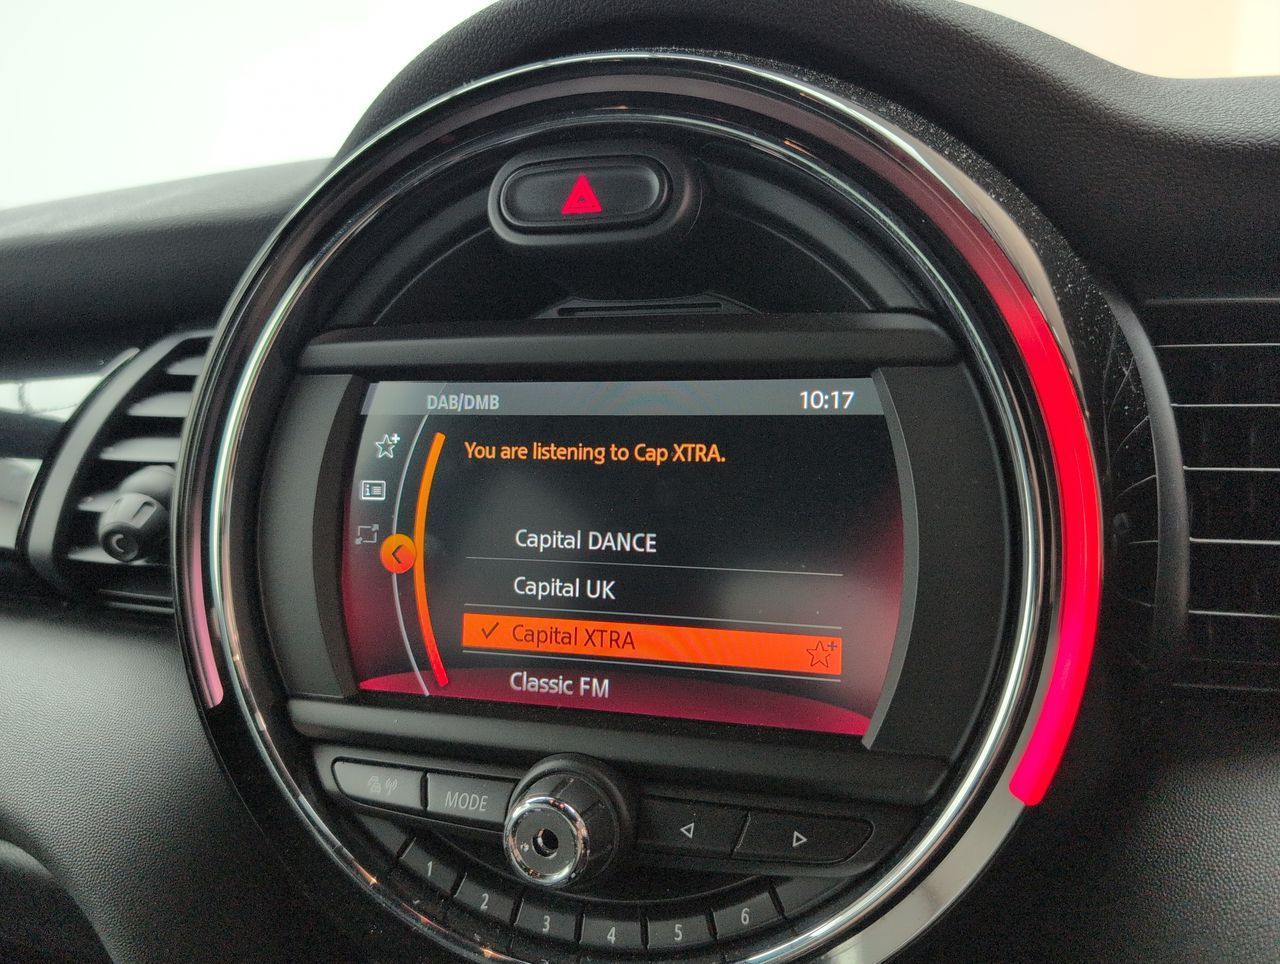 DAB/DMB 10:17
You are listening to Cap XTRA.
Capital DANCE
Capital UK
Capital XTRA
Classic FM
MODE
1 2 3 4 5 6